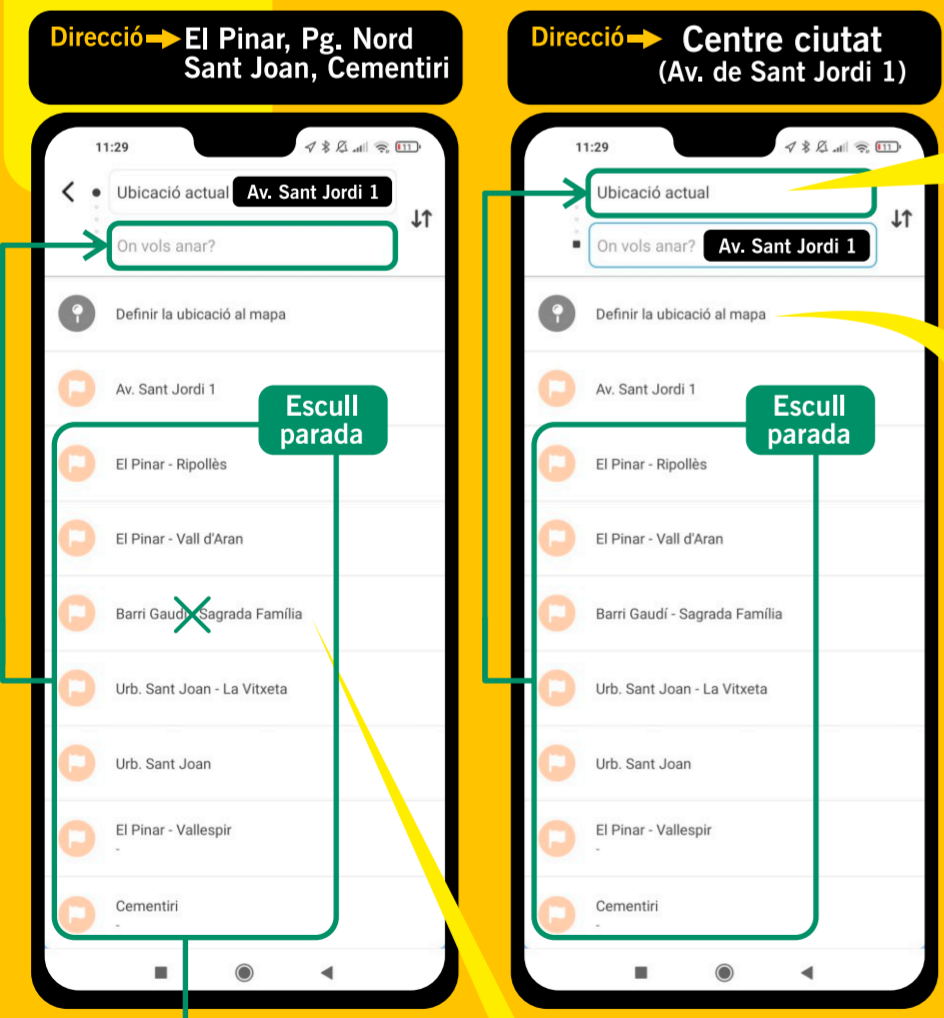 Direcció El Pinar, Pg. Nord
Sant Joan, Cementiri
11:29
11
Ubicació actual Av. Sant Jordi 1
On vols anar?
Definir la ubicació al mapa
Av. Sant Jordi 1
Escull
parada
El Pinar - Ripollès
El Pinar - Vall d'Aran
Barri Gaudí - Sagrada Família
Urb. Sant Joan - La Vitxeta
Urb. Sant Joan
El Pinar - Vallespir
-
Cementiri
-
Direcció Centre ciutat
(Av. de Sant Jordi 1)
11:29
11
Ubicació actual
On vols anar? Av. Sant Jordi 1
Definir la ubicació al mapa
Av. Sant Jordi 1
Escull
parada
El Pinar - Ripollès
El Pinar - Vall d'Aran
Barri Gaudí - Sagrada Família
Urb. Sant Joan - La Vitxeta
Urb. Sant Joan
El Pinar - Vallespir
-
Cementiri
-